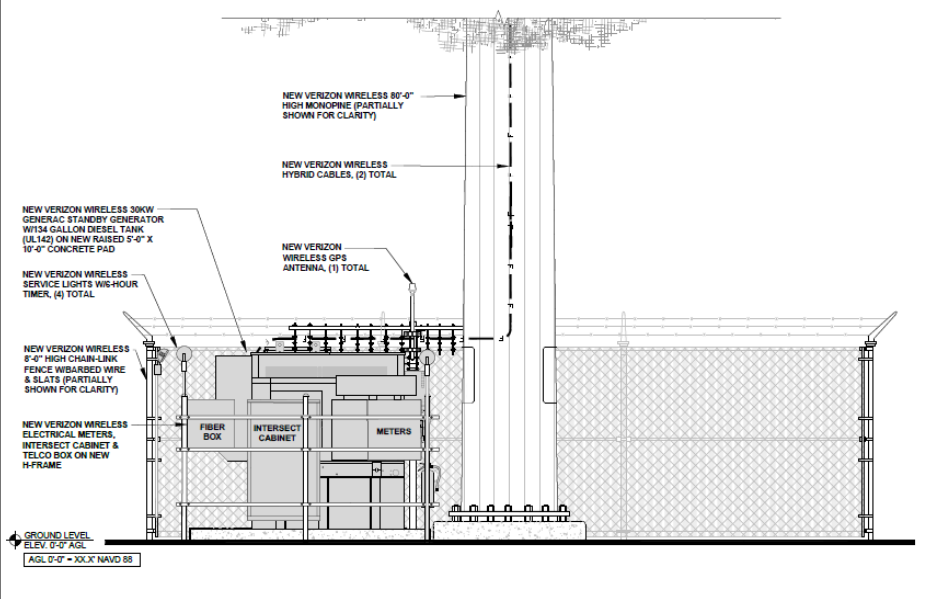 NEW VERIZON WIRELESS 80'-0"
HIGH MONOPINE (PARTIALLY
SHOWN FOR CLARITY)
NEW VERIZON WIRELESS
HYBRID CABLES, (2) TOTAL
NEW VERIZON WIRELESS 30KW
GENERAC STANDBY GENERATOR
W/134 GALLON DIESEL TANK
(UL142) ON NEW RAISED 5'-0" X
10'-0" CONCRETE PAD
NEW VERIZON
WIRELESS GPS
ANTENNA, (1) TOTAL
NEW VERIZON WIRELESS
SERVICE LIGHTS W/6-HOUR
TIMER, (4) TOTAL
NEW VERIZON WIRELESS
8'-0" HIGH CHAIN-LINK
FENCE W/BARBED WIRE
& SLATS (PARTIALLY
SHOWN FOR CLARITY)
NEW VERIZON WIRELESS
ELECTRICAL METERS,
INTERSECT CABINET &
TELCO BOX ON NEW
H-FRAME
FIBER
BOX
INTERSECT
CABINET
METERS
GROUND LEVEL
ELEV. 0'-0" AGL
AGL 0'-0" = XX.X' NAVD 88